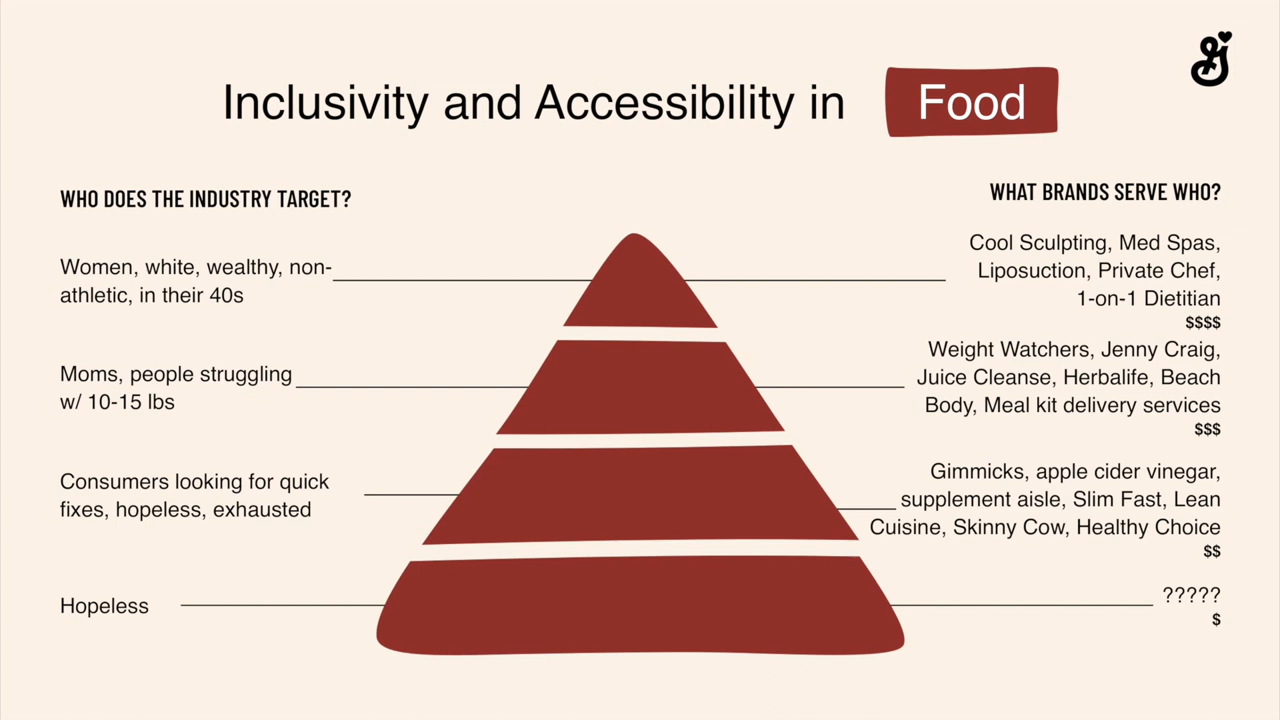 Inclusivity and Accessibility in Food
WHO DOES THE INDUSTRY TARGET?
Women, white, wealthy, non-
athletic, in their 40s
Moms, people struggling
w/ 10-15 lbs
Consumers looking for quick
fixes, hopeless, exhausted
Hopeless
WHAT BRANDS SERVE WHO?
Cool Sculpting, Med Spas,
Liposuction, Private Chef,
1-on-1 Dietitian
$$$$
Weight Watchers, Jenny Craig,
Juice Cleanse, Herbalife, Beach
Body, Meal kit delivery services
$$$
Gimmicks, apple cider vinegar,
supplement aisle, Slim Fast, Lean
Cuisine, Skinny Cow, Healthy Choice
$$
?????
$